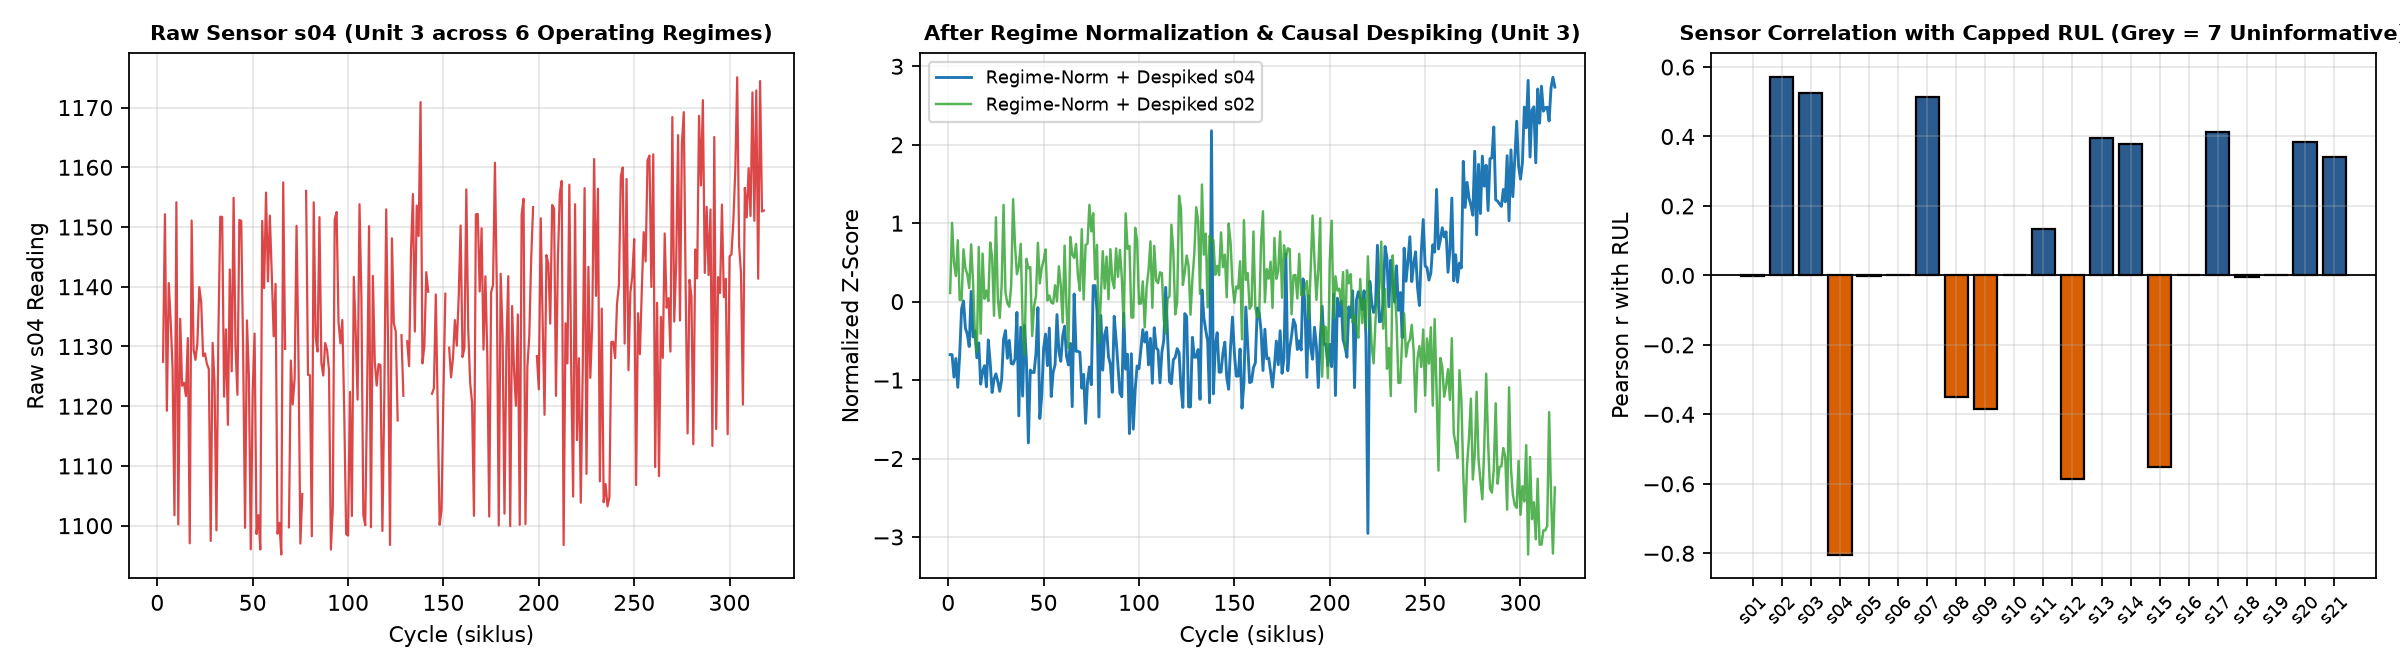 Raw Sensor s04 (Unit 3 across 6 Operating Regimes)
Raw s04 Reading
1170
1160
1150
1140
1130
1120
1110
1100
0 50 100 150 200 250 300
Cycle (siklus)
After Regime Normalization & Causal Despiking (Unit 3)
Regime-Norm + Despiked s04
Regime-Norm + Despiked s02
Normalized Z-Score
3
2
1
0
−1
−2
−3
0 50 100 150 200 250 300
Cycle (siklus)
Sensor Correlation with Capped RUL (Grey = 7 Uninformative)
Pearson r with RUL
0.6
0.4
0.2
0.0
−0.2
−0.4
−0.6
−0.8
s01 s02 s03 s04 s05 s06 s07 s08 s09 s10 s11 s12 s13 s14 s15 s16 s17 s18 s19 s20 s21